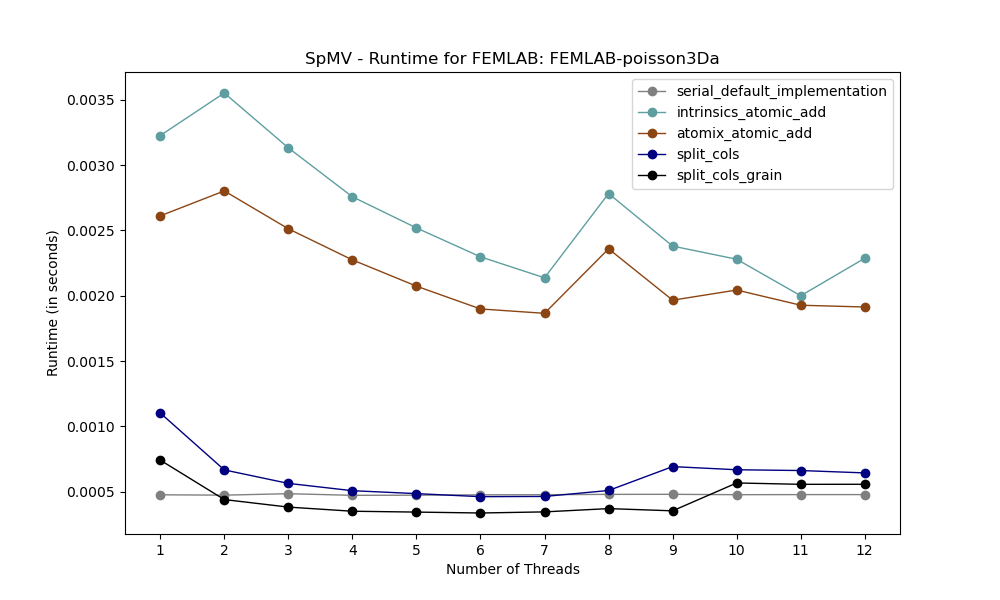 SpMV - Runtime for FEMLAB: FEMLAB-poisson3Da
serial_default_implementation
intrinsics_atomic_add
atomix_atomic_add
split_cols
split_cols_grain
Runtime (in seconds)
0.0035
0.0030
0.0025
0.0020
0.0015
0.0010
0.0005
1 2 3 4 5 6 7 8 9 10 11 12
Number of Threads